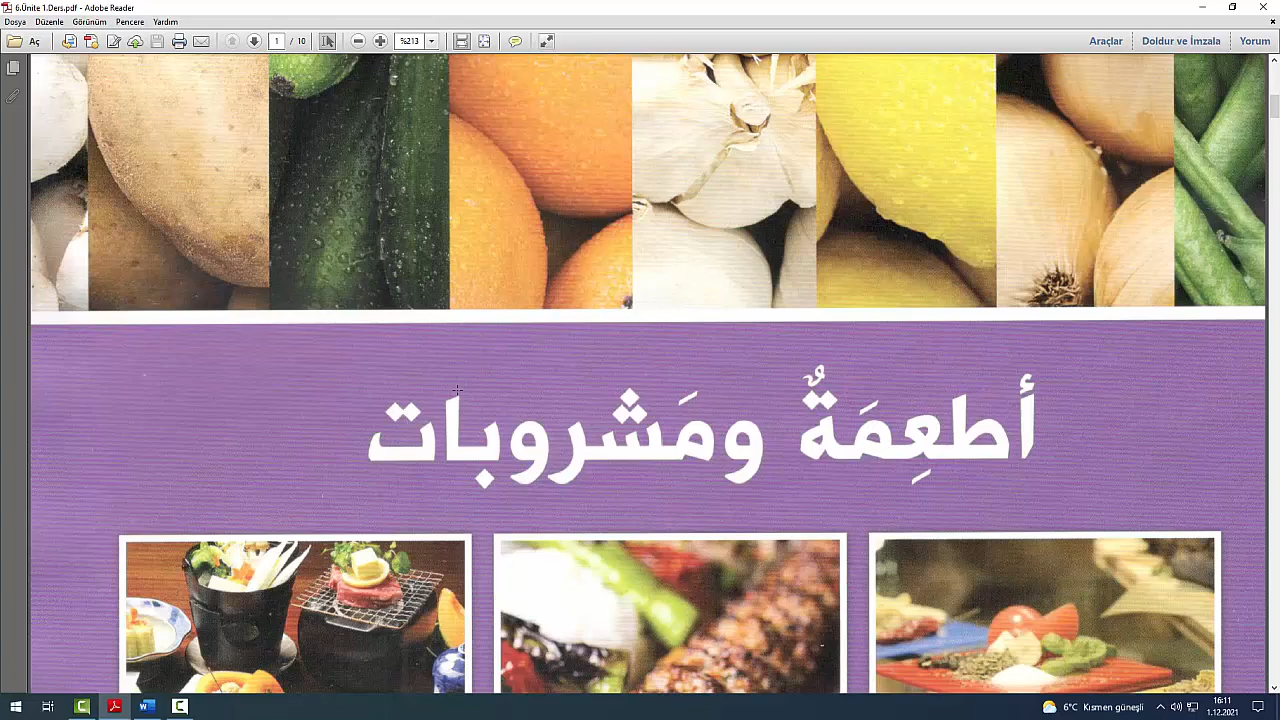 6.Ünite 1.Ders.pdf - Adobe Reader
Dosya Düzenle Görünüm Pencere Yardım
Aç 1 / 10 %213 Araçlar Doldur ve İmzala Yorum
أطعِمَةٌ ومَشروبات
6°C Kısmen güneşli
16:11
1.12.2021